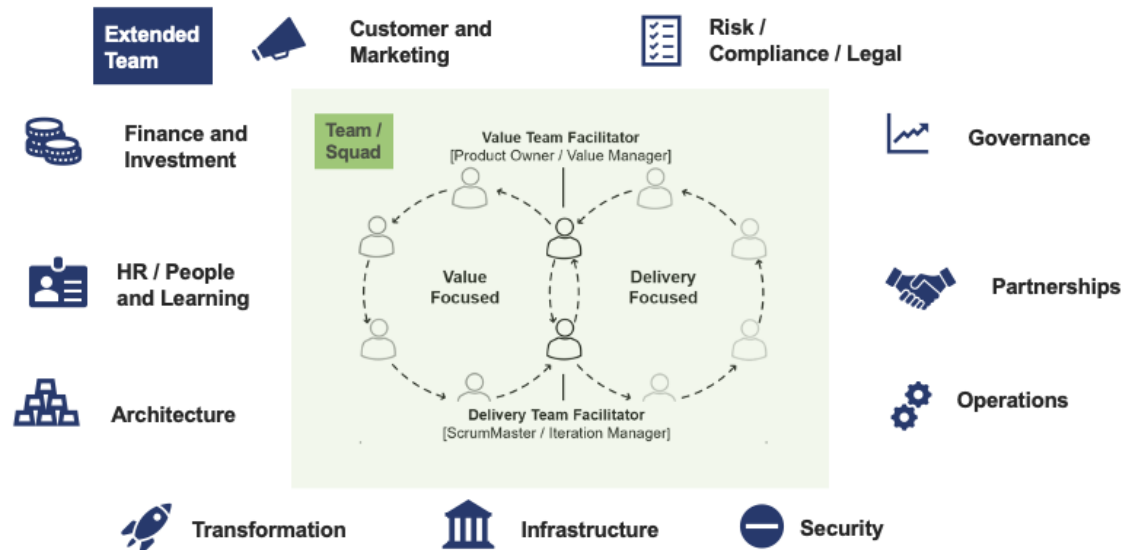 Extended
Team
Customer and
Marketing
Risk /
Compliance / Legal
Finance and
Investment
Team /
Squad
Value Team Facilitator
[Product Owner / Value Manager]
Governance
HR / People
and Learning
Value
Focused
Delivery
Focused
Partnerships
Architecture
Delivery Team Facilitator
[ScrumMaster / Iteration Manager]
Operations
Transformation
Infrastructure
Security